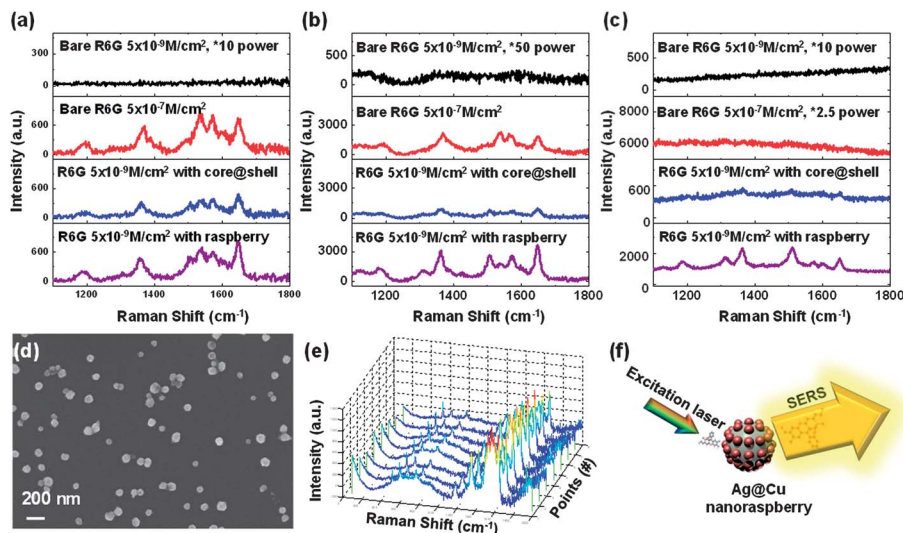 (a)
Bare R6G 5x10⁻⁹M/cm², *10 power
Bare R6G 5x10⁻⁷M/cm²
R6G 5x10⁻⁹M/cm² with core@shell
R6G 5x10⁻⁹M/cm² with raspberry
Intensity (a.u.)
300
0
600
0
600
0
600
0
1200 1400 1600 1800
Raman Shift (cm⁻¹)
(b)
Bare R6G 5x10⁻⁹M/cm², *50 power
Bare R6G 5x10⁻⁷M/cm²
R6G 5x10⁻⁹M/cm² with core@shell
R6G 5x10⁻⁹M/cm² with raspberry
Intensity (a.u.)
500
0
3000
0
3000
0
3000
0
1200 1400 1600 1800
Raman Shift (cm⁻¹)
(c)
Bare R6G 5x10⁻⁹M/cm², *10 power
Bare R6G 5x10⁻⁷M/cm², *2.5 power
R6G 5x10⁻⁹M/cm² with core@shell
R6G 5x10⁻⁹M/cm² with raspberry
Intensity (a.u.)
500
0
8000
6000
600
0
2000
0
1200 1400 1600 1800
Raman Shift (cm⁻¹)
(d)
200 nm
(e)
Intensity (a.u.)
Raman Shift (cm⁻¹)
Points (#)
(f)
Excitation laser
SERS
Ag@Cu
nanoraspberry